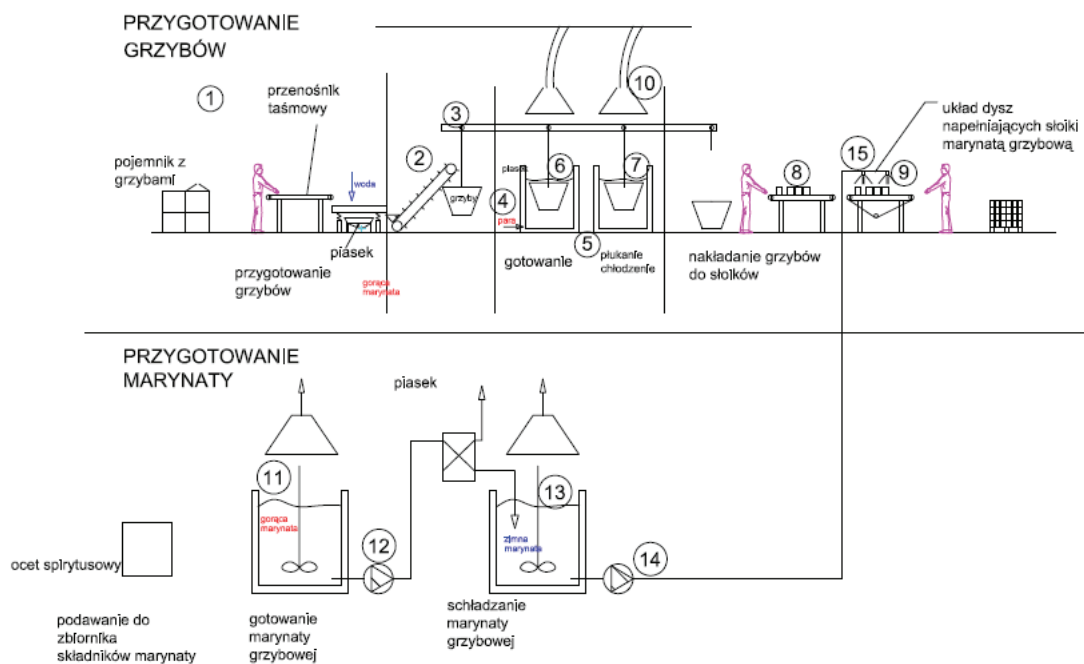 PRZYGOTOWANIE
GRZYBÓW
1
przenośnik
taśmowy
pojemnik z
grzybami
woda
piasek
przygotowanie
grzybów
gorąca
marynata
2
3
grzyby
4
para
piasek
6
7
10
5
gotowanie
płukanie
chłodzenie
8
nakładanie grzybów
do słoików
15
9
układ dysz
napełniających słoiki
marynatą grzybową
PRZYGOTOWANIE
MARYNATY
piasek
11
gorąca
marynata
12
13
zimna
marynata
14
ocet spirytusowy
podawanie do
zbiornika
składników marynaty
gotowanie
marynaty
grzybowej
schładzanie
marynaty
grzybowej